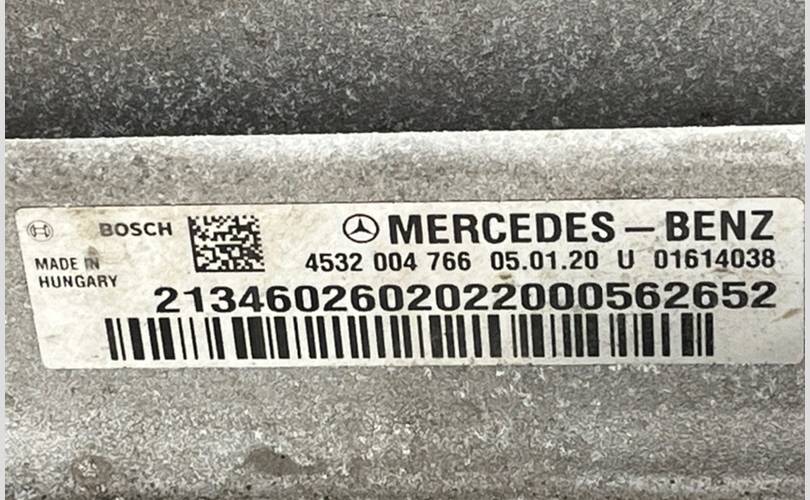 BOSCH
MERCEDES-BENZ
MADE IN
HUNGARY
4532 004 766 05.01.20 U 01614038
2134602602022000562652